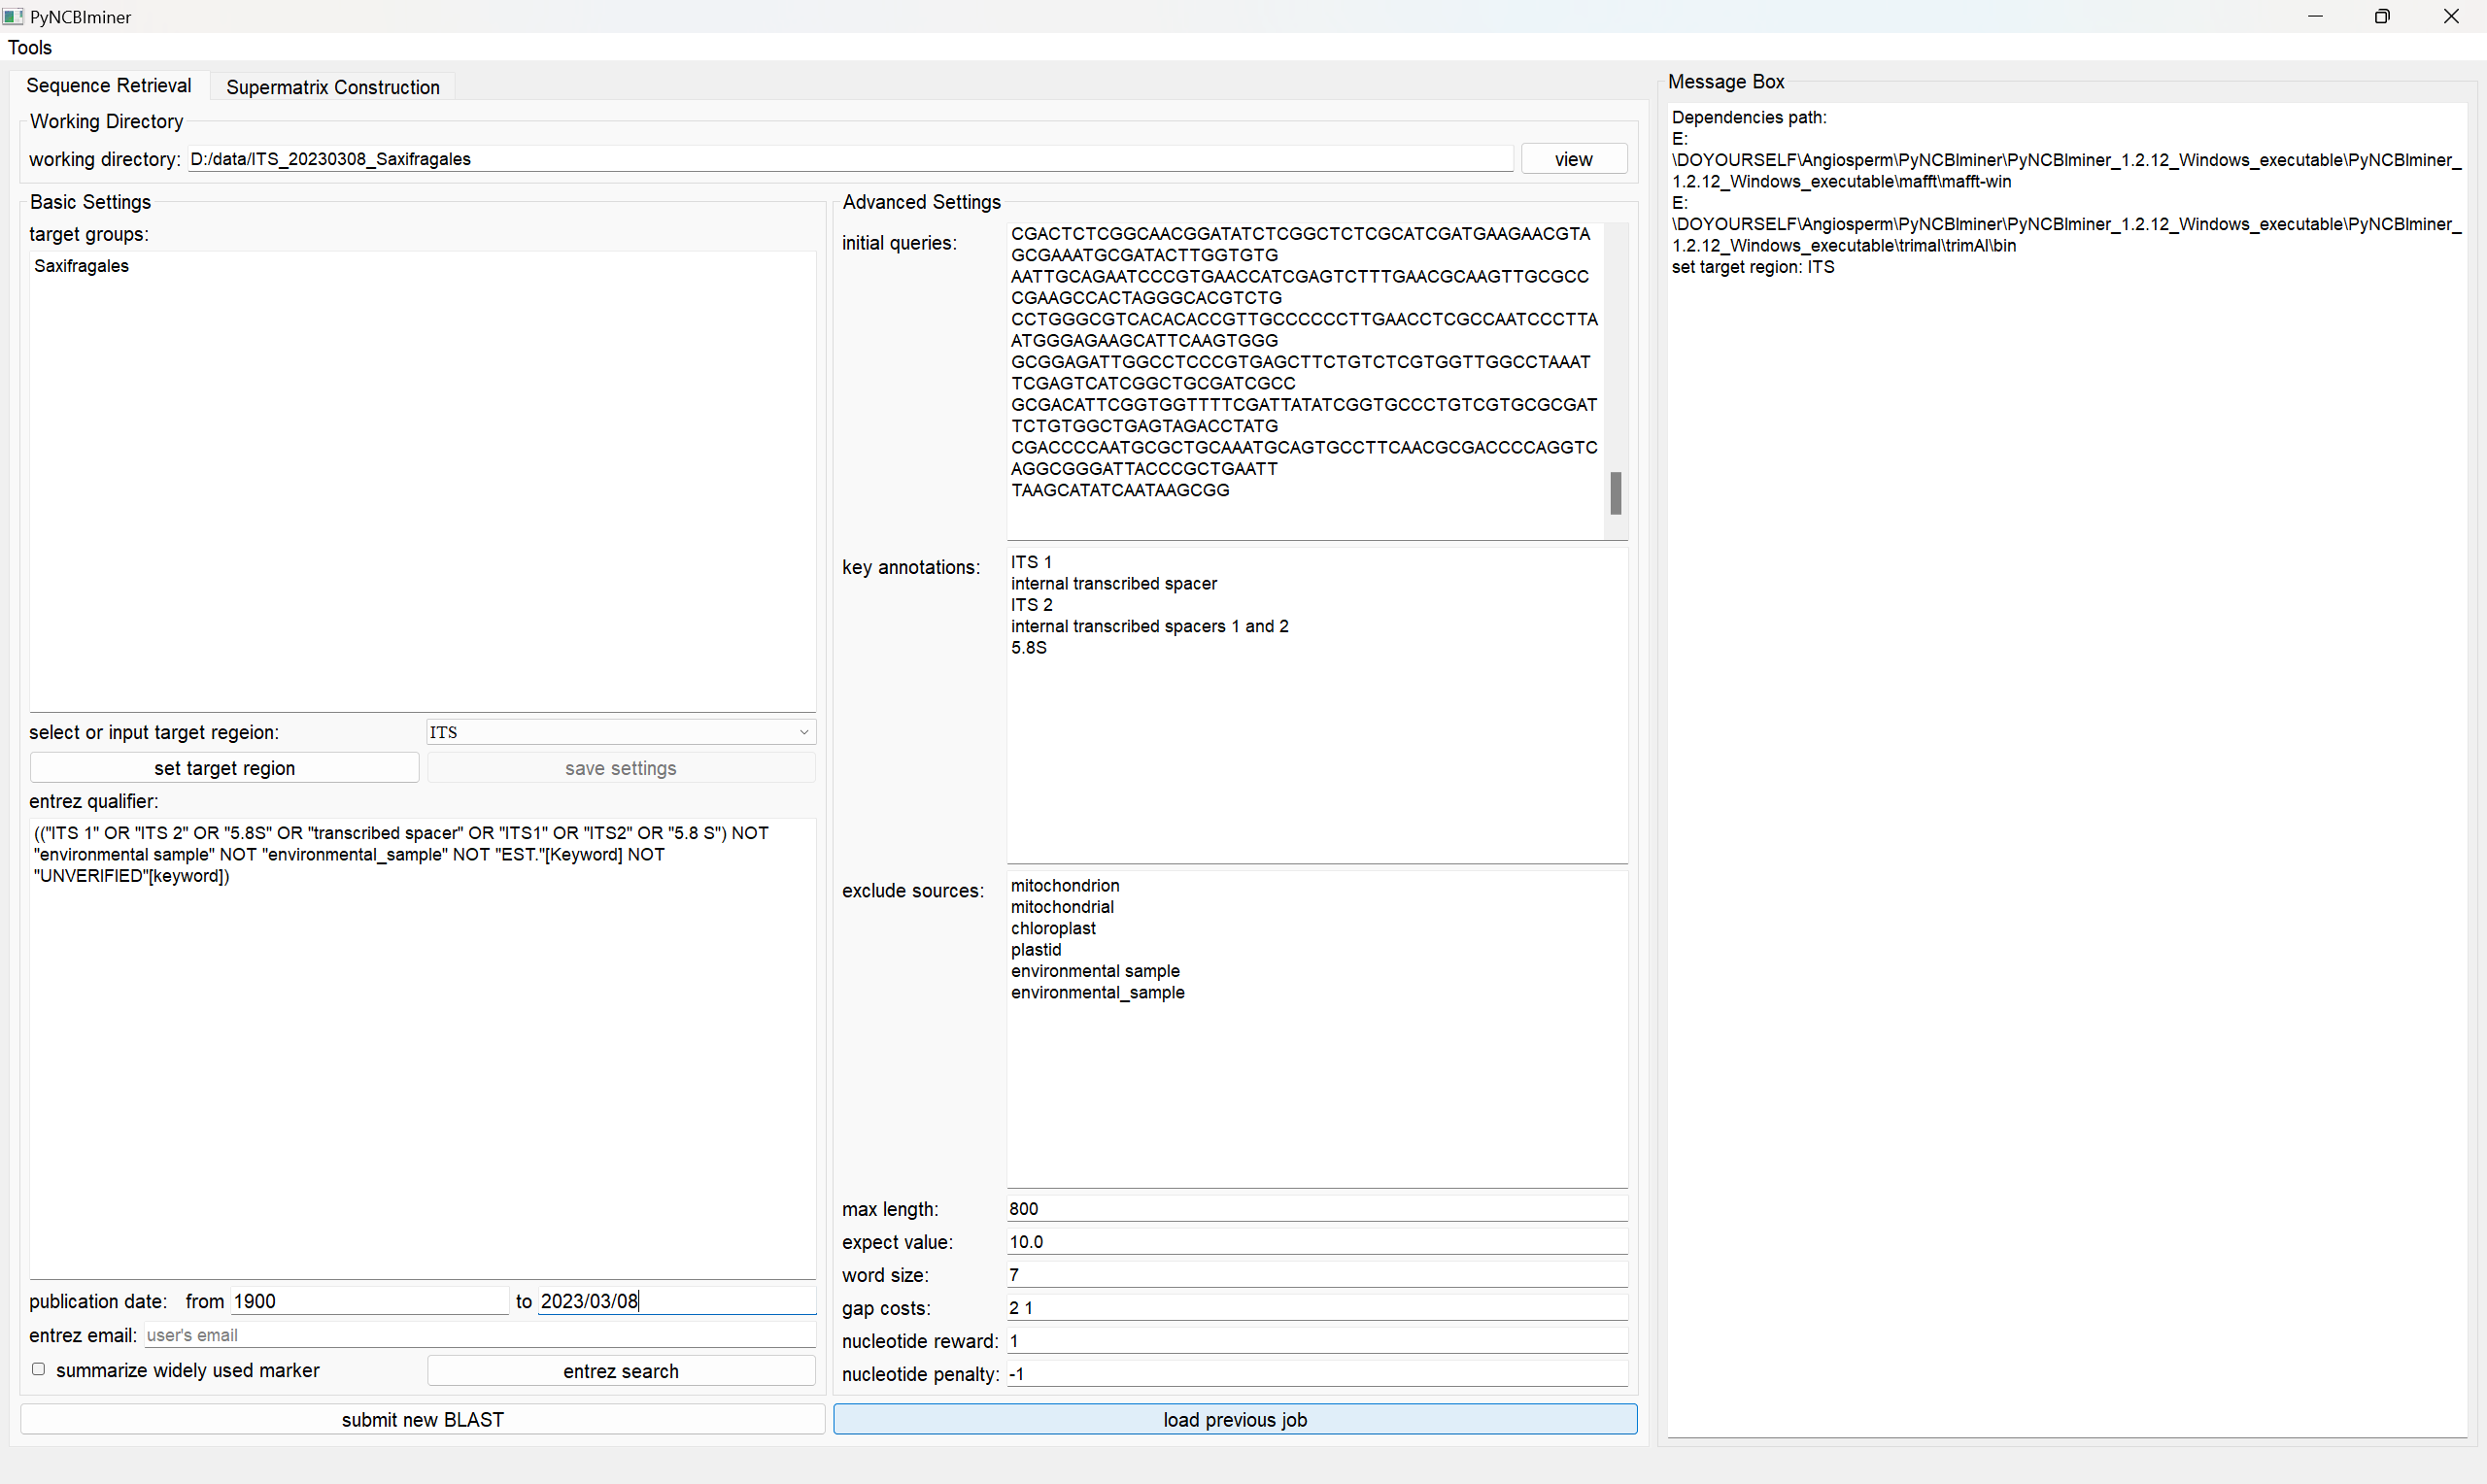 PyNCBIminer
Tools
Sequence Retrieval
Supermatrix Construction
Working Directory
working directory: D:/data/ITS_20230308_Saxifragales
view
Basic Settings
target groups:
Saxifragales
select or input target regeion: ITS
set target region
save settings
entrez qualifier:
(("ITS 1" OR "ITS 2" OR "5.8S" OR "transcribed spacer" OR "ITS1" OR "ITS2" OR "5.8 S") NOT
"environmental sample" NOT "environmental_sample" NOT "EST."[Keyword] NOT
"UNVERIFIED"[keyword])
publication date: from 1900 to 2023/03/08
entrez email: user's email
summarize widely used marker
entrez search
submit new BLAST
Advanced Settings
initial queries:
CGACTCTCGGCAACGGATATCTCGGCTCTCGCATCGATGAAGAACGTA
GCGAAATGCGATACTTGGTGTG
AATTGCAGAATCCCGTGAACCATCGAGTCTTTGAACGCAAGTTGCGCC
CGAAGCCACTAGGGCACGTCTG
CCTGGGCGTCACACACCGTTGCCCCCCTTGAACCTCGCCAATCCCTTA
ATGGGAGAAGCATTCAAGTGGG
GCGGAGATTGGCCTCCCGTGAGCTTCTGTCTCGTGGTTGGCCTAAAT
TCGAGTCATCGGCTGCGATCGCC
GCGACATTCGGTGGTTTTCGATTATATCGGTGCCCTGTCGTGCGCGAT
TCTGTGGCTGAGTAGACCTATG
CGACCCCAATGCGCTGCAAATGCAGTGCCTTCAACGCGACCCCAGGTC
AGGCGGGATTACCCGCTGAATT
TAAGCATATCAATAAGCGG
key annotations:
ITS 1
internal transcribed spacer
ITS 2
internal transcribed spacers 1 and 2
5.8S
exclude sources:
mitochondrion
mitochondrial
chloroplast
plastid
environmental sample
environmental_sample
max length: 800
expect value: 10.0
word size: 7
gap costs: 2 1
nucleotide reward: 1
nucleotide penalty: -1
load previous job
Message Box
Dependencies path:
E:
\DOYOURSELF\Angiosperm\PyNCBIminer\PyNCBIminer_1.2.12_Windows_executable\PyNCBIminer_
1.2.12_Windows_executable\mafft\mafft-win
E:
\DOYOURSELF\Angiosperm\PyNCBIminer\PyNCBIminer_1.2.12_Windows_executable\PyNCBIminer_
1.2.12_Windows_executable\trimal\trimAl\bin
set target region: ITS